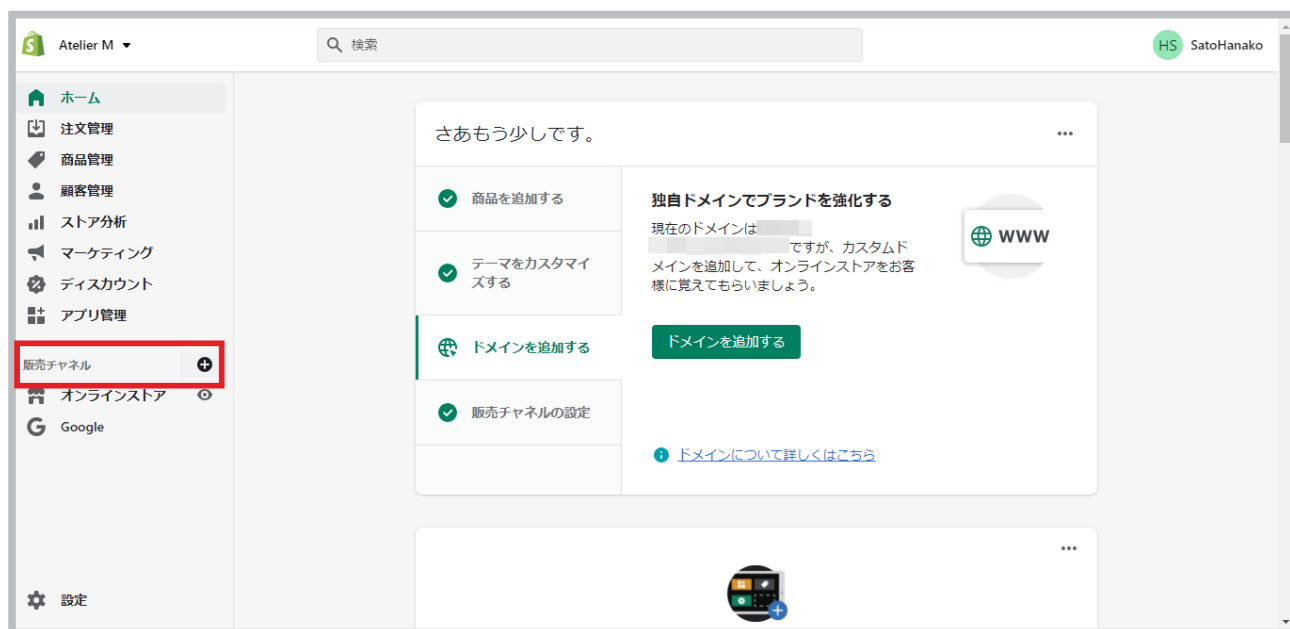 Atelier M
検索
HS
SatoHanako
ホーム
注文管理
商品管理
顧客管理
ストア分析
マーケティング
ディスカウント
アプリ管理
販売チャネル
オンラインストア
Google
設定
さあもう少しです。
商品を追加する
テーマをカスタマイ
ズする
ドメインを追加する
販売チャネルの設定
独自ドメインでブランドを強化する
現在のドメインは
ですが、カスタムド
メインを追加して、オンラインストアをお客
様に覚えてもらいましょう。
WWW
ドメインを追加する
ドメインについて詳しくはこちら